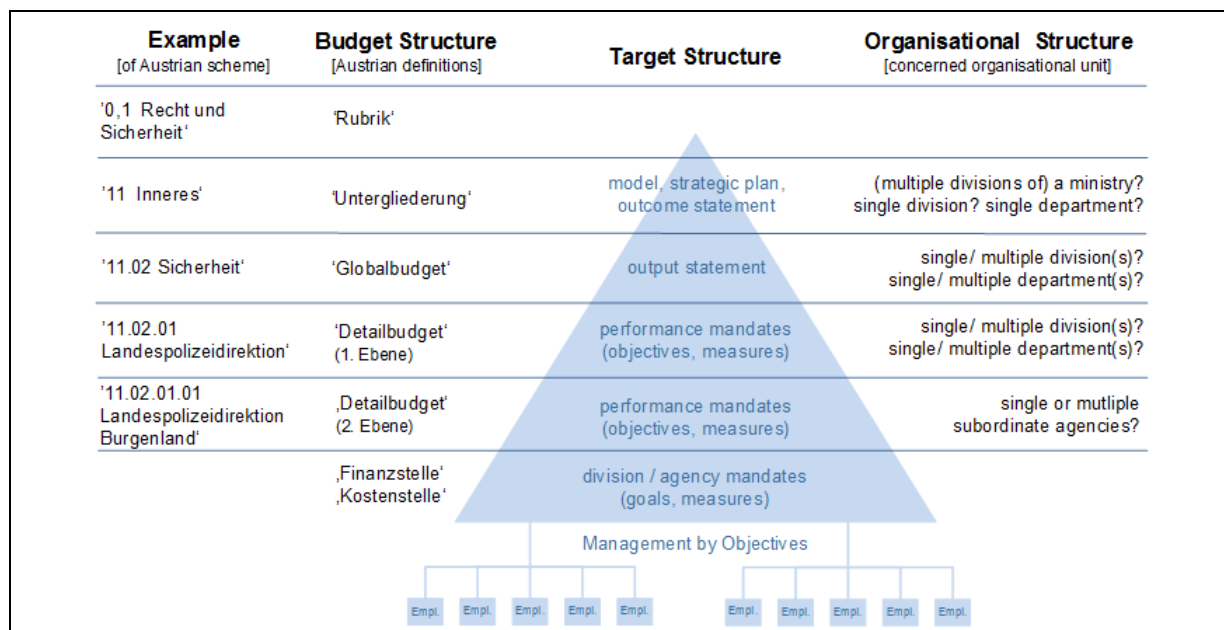 Example
[of Austrian scheme]
Budget Structure
[Austrian definitions]
Target Structure
Organisational Structure
[concerned organisational unit]
'0,1 Recht und
Sicherheit‘
‘Rubrik‘
'11 Inneres‘
‘Untergliederung‘
model, strategic plan,
outcome statement
(multiple divisions of) a ministry?
single division? single department?
'11.02 Sicherheit‘
‘Globalbudget‘
output statement
single/ multiple division(s)?
single/ multiple department(s)?
'11.02.01
Landespolizeidirektion‘
‘Detailbudget‘
(1. Ebene)
performance mandates
(objectives, measures)
single/ multiple division(s)?
single/ multiple department(s)?
'11.02.01.01
Landespolizeidirektion
Burgenland‘
‚Detailbudget‘
(2. Ebene)
performance mandates
(objectives, measures)
single or mutliple
subordinate agencies?
‚Finanzstelle‘
‚Kostenstelle‘
division / agency mandates
(goals, measures)
Management by Objectives
Empl. Empl. Empl. Empl. Empl. Empl. Empl. Empl. Empl. Empl.